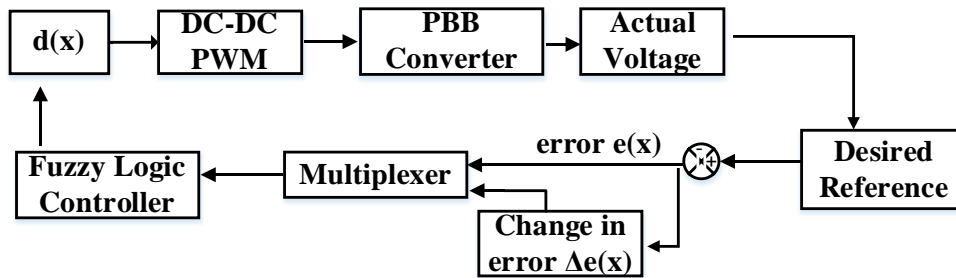 d(x)
DC-DC
PWM
PBB
Converter
Actual
Voltage
Desired
Reference
- +
error e(x)
Change in
error Δe(x)
Multiplexer
Fuzzy Logic
Controller